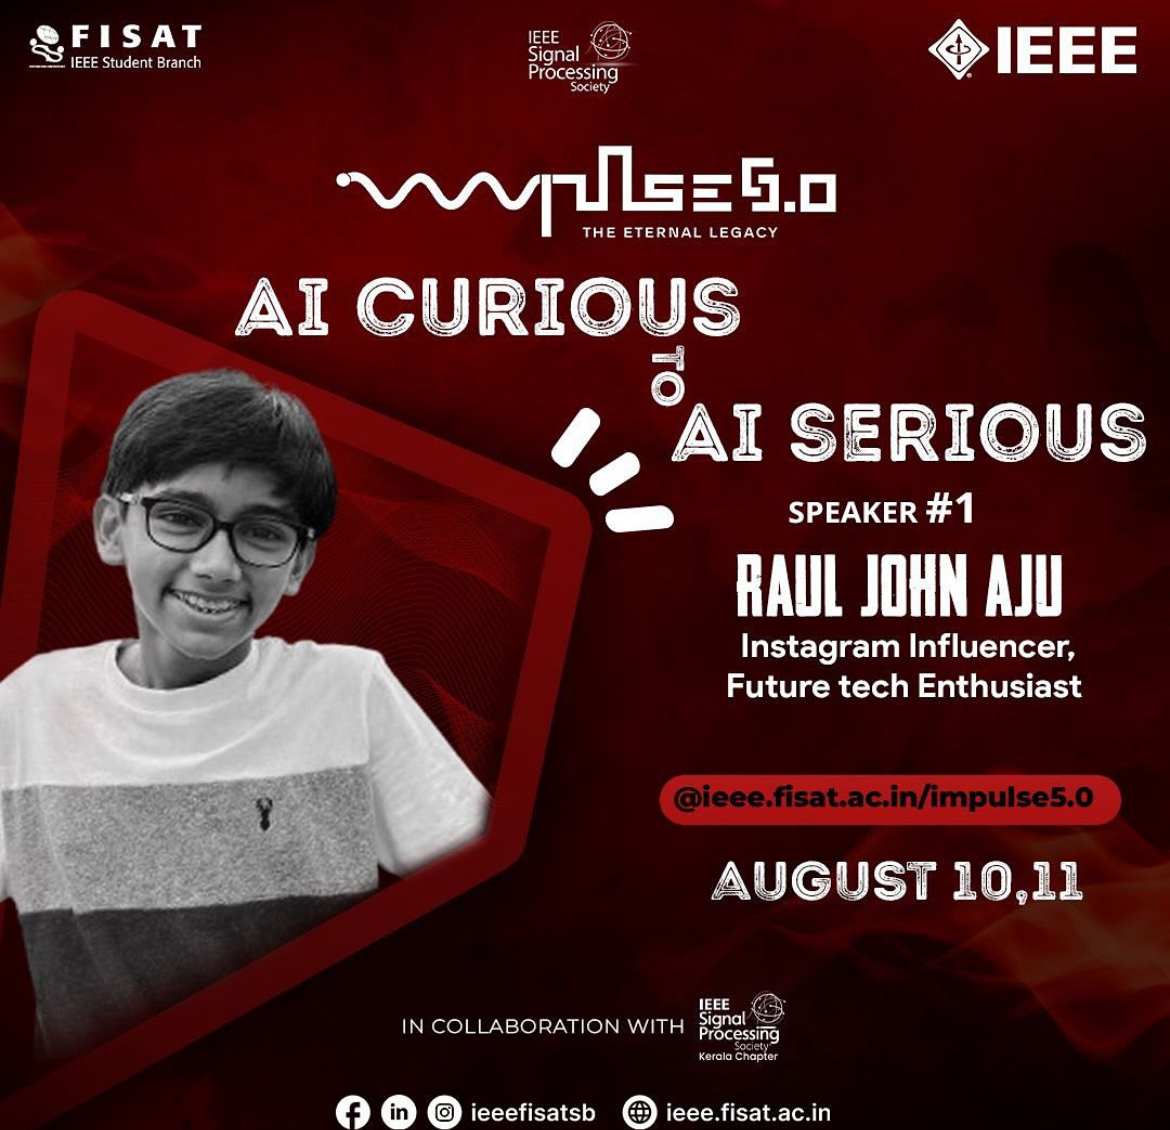 FISAT
IEEE Student Branch
IEEE
Signal
Processing
Society
IEEE
impulse5.0
THE ETERNAL LEGACY
AI CURIOUS
TO
AI SERIOUS
SPEAKER #1
RAUL JOHN AJU
Instagram Influencer,
Future tech Enthusiast
@ieee.fisat.ac.in/impulse5.0
AUGUST 10,11
IN COLLABORATION WITH
IEEE
Signal
Processing
Society
Kerala Chapter
ieeefisatsb
ieee.fisat.ac.in